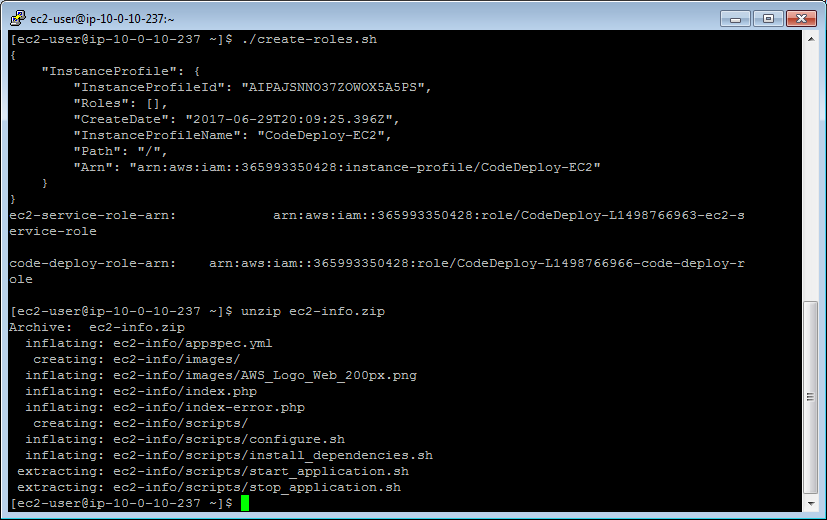 ec2-user@ip-10-0-10-237:~
[ec2-user@ip-10-0-10-237 ~]$ ./create-roles.sh
{
    "InstanceProfile": {
        "InstanceProfileId": "AIPAJSNNO37ZOWOX5A5PS",
        "Roles": [],
        "CreateDate": "2017-06-29T20:09:25.396Z",
        "InstanceProfileName": "CodeDeploy-EC2",
        "Path": "/",
        "Arn": "arn:aws:iam::365993350428:instance-profile/CodeDeploy-EC2"
    }
}
ec2-service-role-arn:            arn:aws:iam::365993350428:role/CodeDeploy-L1498766963-ec2-s
ervice-role
code-deploy-role-arn:    arn:aws:iam::365993350428:role/CodeDeploy-L1498766966-code-deploy-r
ole
[ec2-user@ip-10-0-10-237 ~]$ unzip ec2-info.zip
Archive:  ec2-info.zip
  inflating: ec2-info/appspec.yml
   creating: ec2-info/images/
  inflating: ec2-info/images/AWS_Logo_Web_200px.png
  inflating: ec2-info/index.php
  inflating: ec2-info/index-error.php
   creating: ec2-info/scripts/
  inflating: ec2-info/scripts/configure.sh
  inflating: ec2-info/scripts/install_dependencies.sh
 extracting: ec2-info/scripts/start_application.sh
 extracting: ec2-info/scripts/stop_application.sh
[ec2-user@ip-10-0-10-237 ~]$